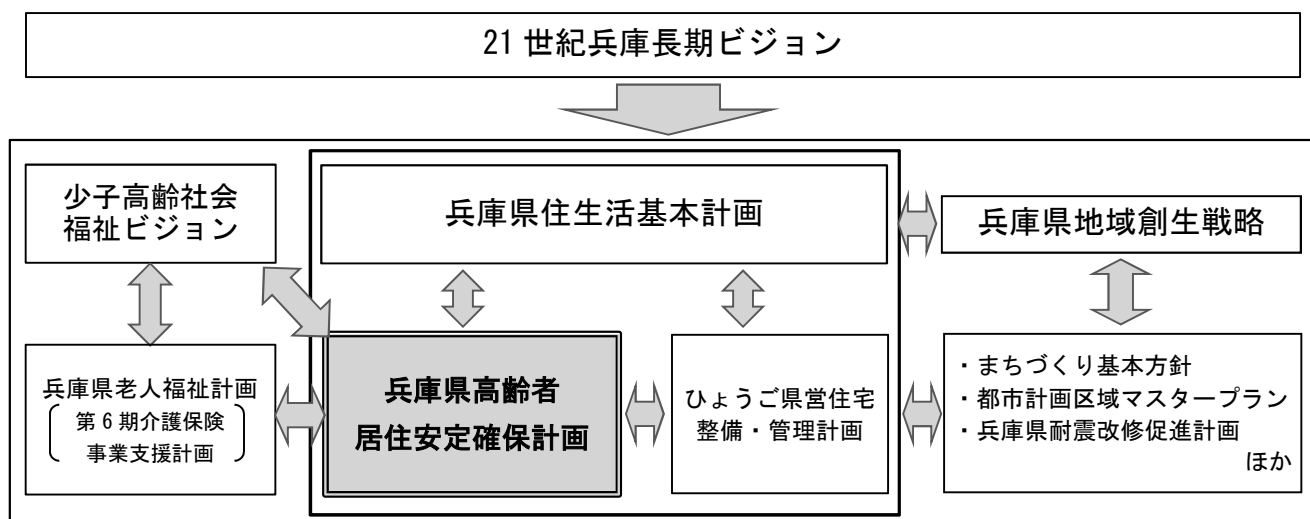 21 世紀兵庫長期ビジョン
少子高齢社会
福祉ビジョン
兵庫県住生活基本計画
兵庫県地域創生戦略
兵庫県老人福祉計画
第 6 期介護保険
事業支援計画
兵庫県高齢者
居住安定確保計画
ひょうご県営住宅
整備・管理計画
・まちづくり基本方針
・都市計画区域マスタープラン
・兵庫県耐震改修促進計画
ほか